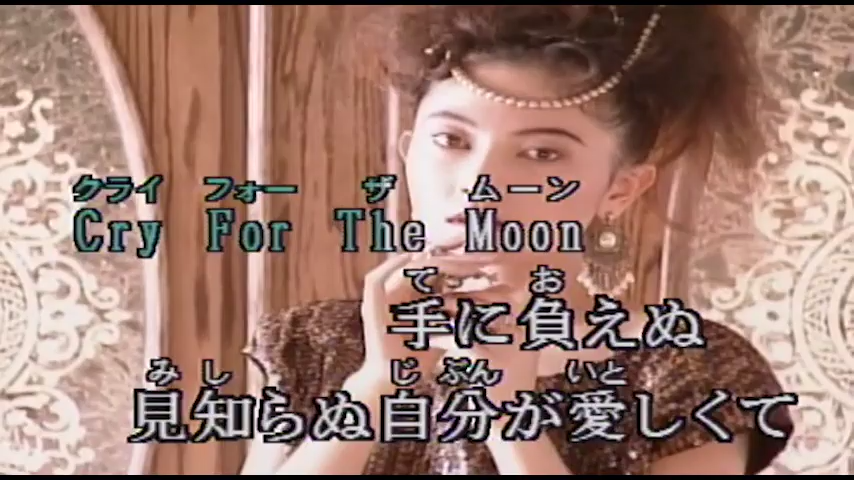 クライ フォー ザ ムーン
Cry For The Moon
て お
手に負えぬ
みし じぶん いと
見知らぬ自分が愛しくて